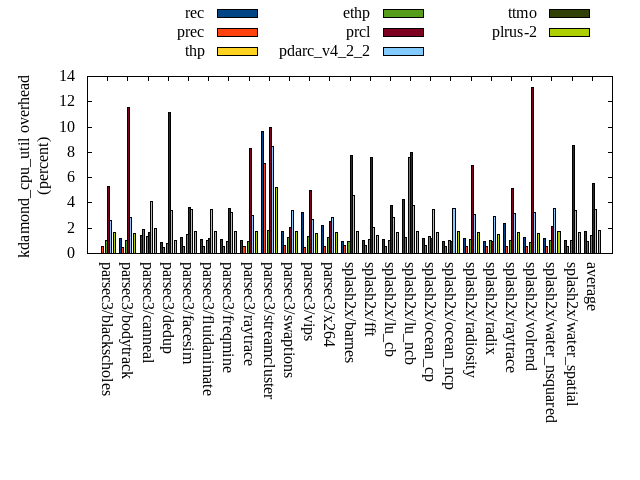 rec
prec
thp
ethp
prcl
pdarc_v4_2_2
ttmo
plrus-2
kdamond_cpu_util overhead
(percent)
14
12
10
8
6
4
2
0
parsec3/blackscholes
parsec3/bodytrack
parsec3/canneal
parsec3/dedup
parsec3/facesim
parsec3/fluidanimate
parsec3/freqmine
parsec3/raytrace
parsec3/streamcluster
parsec3/swaptions
parsec3/vips
parsec3/x264
splash2x/barnes
splash2x/fft
splash2x/lu_cb
splash2x/lu_ncb
splash2x/ocean_cp
splash2x/ocean_ncp
splash2x/radiosity
splash2x/radix
splash2x/raytrace
splash2x/volrend
splash2x/water_nsquared
splash2x/water_spatial
average